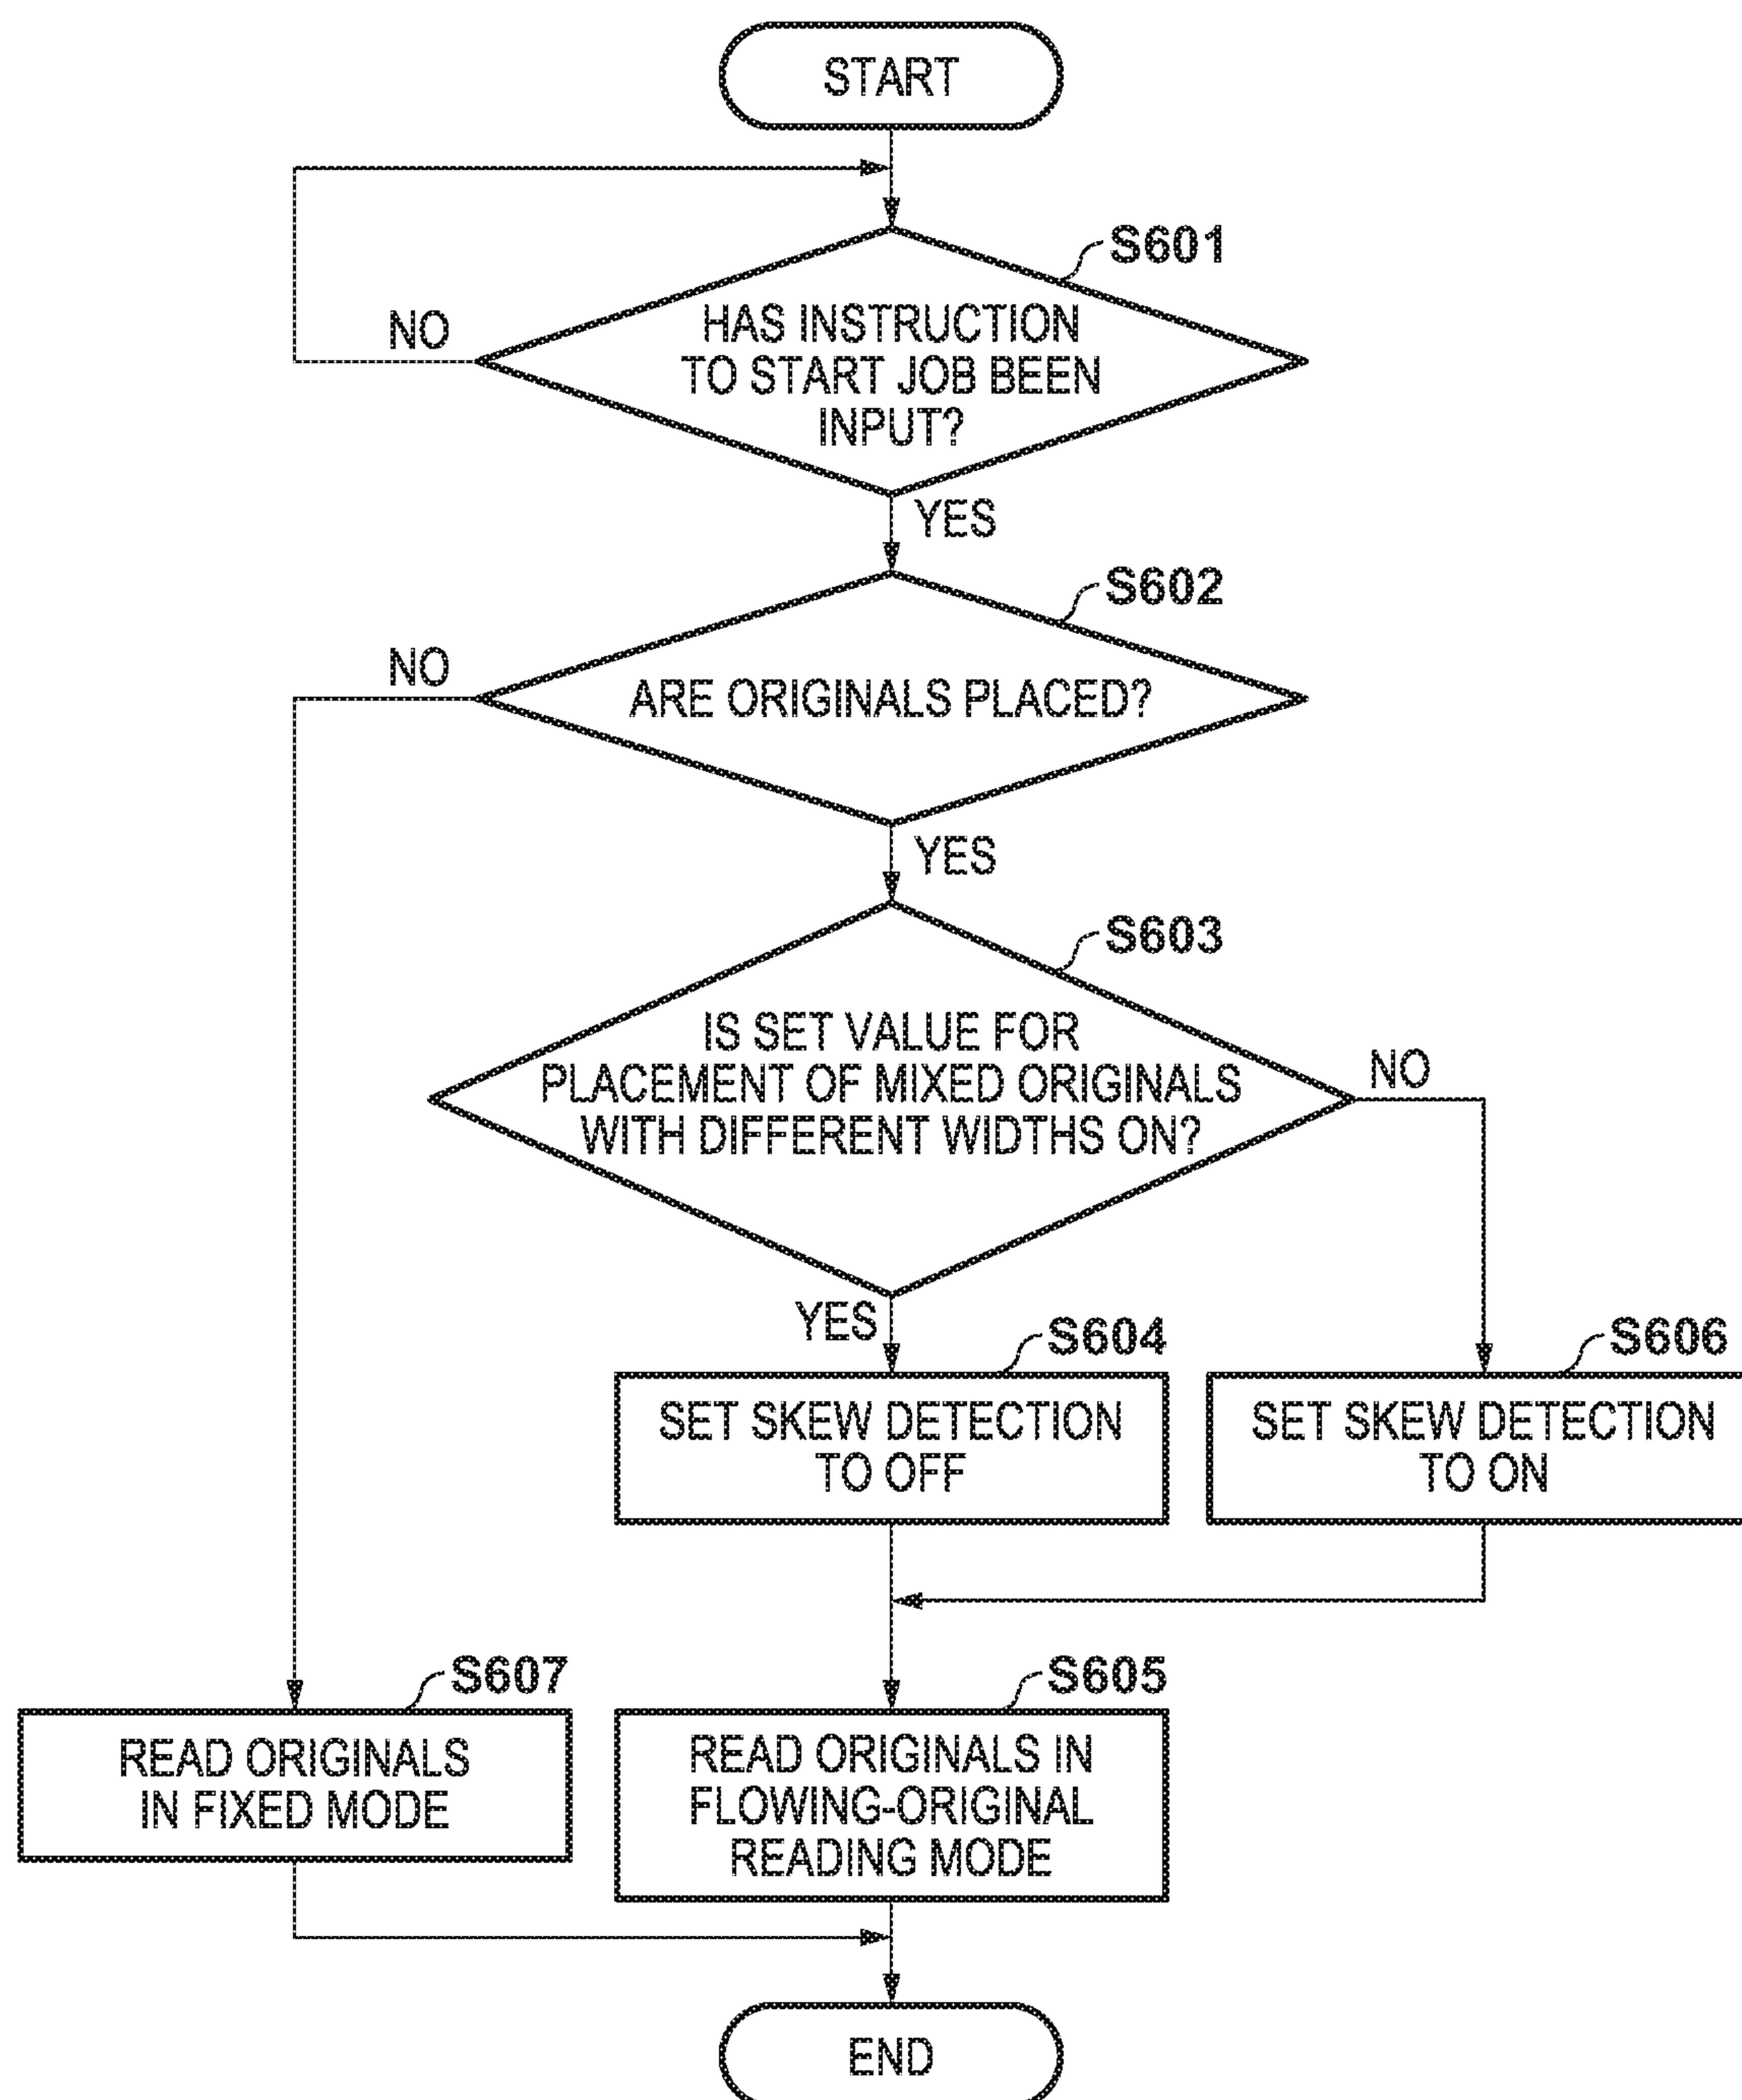 START
S601
NO
HAS INSTRUCTION
TO START JOB BEEN
INPUT?
YES
S602
NO
ARE ORIGINALS PLACED?
YES
S603
IS SET VALUE FOR
PLACEMENT OF MIXED ORIGINALS
WITH DIFFERENT WIDTHS ON?
NO
YES
S604
S606
SET SKEW DETECTION
TO OFF
SET SKEW DETECTION
TO ON
S607
S605
READ ORIGINALS
IN FIXED MODE
READ ORIGINALS IN
FLOWING-ORIGINAL
READING MODE
END